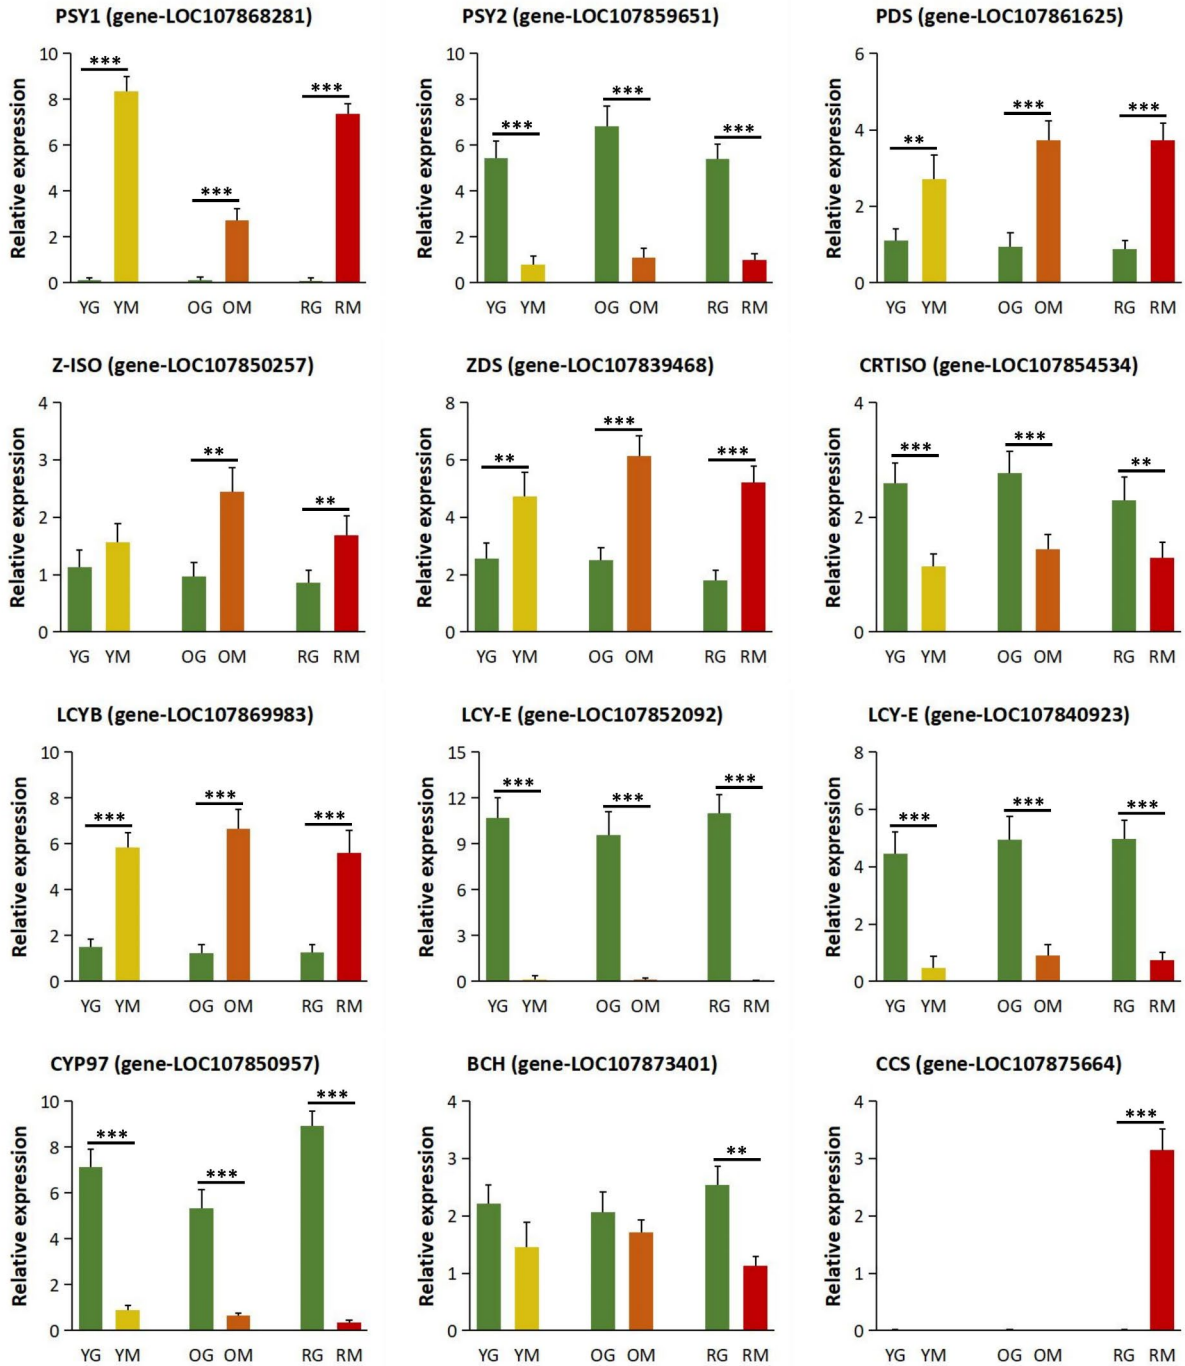 PSY1 (gene-LOC107868281)
Relative expression
10
8
6
4
2
0
***
***
***
YG YM OG OM RG RM
PSY2 (gene-LOC107859651)
Relative expression
10
8
6
4
2
0
***
***
***
YG YM OG OM RG RM
PDS (gene-LOC107861625)
Relative expression
6
4
2
0
**
***
***
YG YM OG OM RG RM
Z-ISO (gene-LOC107850257)
Relative expression
4
3
2
1
0
**
**
YG YM OG OM RG RM
ZDS (gene-LOC107839468)
Relative expression
8
6
4
2
0
**
***
***
YG YM OG OM RG RM
CRTISO (gene-LOC107854534)
Relative expression
4
2
0
***
***
**
YG YM OG OM RG RM
LCYB (gene-LOC107869983)
Relative expression
10
8
6
4
2
0
***
***
***
YG YM OG OM RG RM
LCY-E (gene-LOC107852092)
Relative expression
15
12
9
6
3
0
***
***
***
YG YM OG OM RG RM
LCY-E (gene-LOC107840923)
Relative expression
8
6
4
2
0
***
***
***
YG YM OG OM RG RM
CYP97 (gene-LOC107850957)
Relative expression
10
8
6
4
2
0
***
***
***
YG YM OG OM RG RM
BCH (gene-LOC107873401)
Relative expression
4
3
2
1
0
**
YG YM OG OM RG RM
CCS (gene-LOC107875664)
Relative expression
4
3
2
1
0
***
YG YM OG OM RG RM